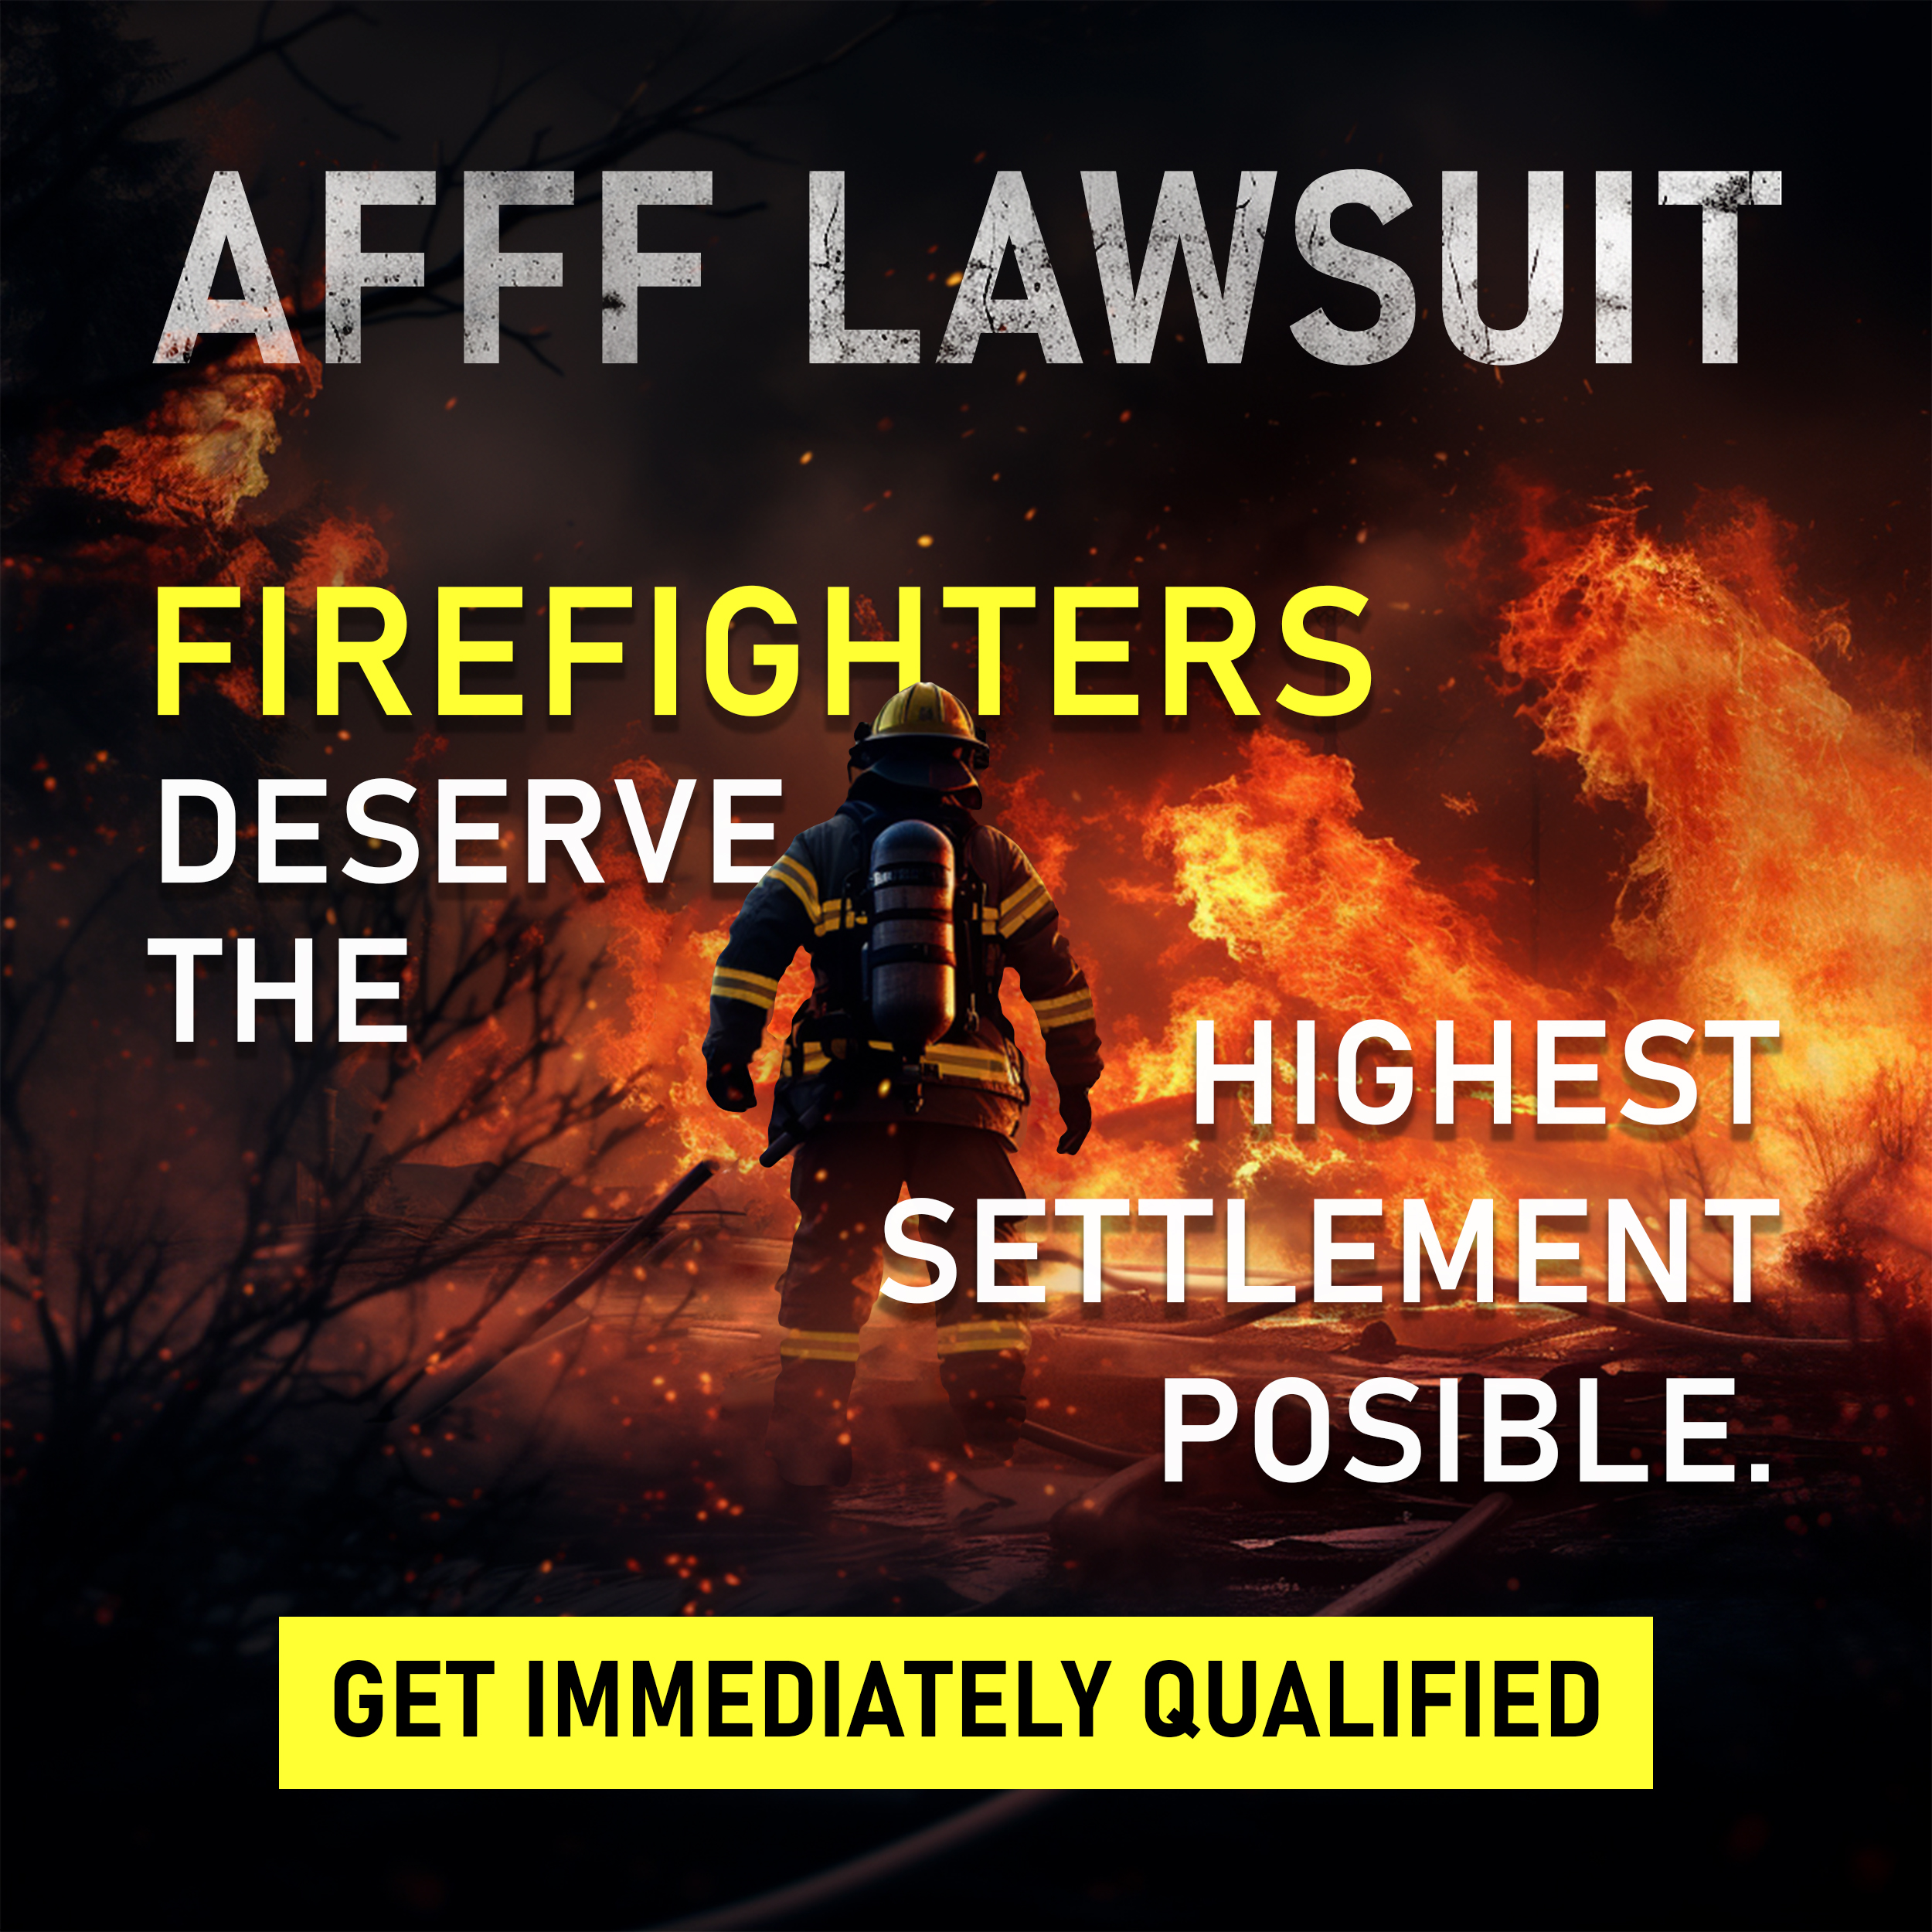 AFFF LAWSUIT
FIREFIGHTERS
DESERVE
THE
HIGHEST
SETTLEMENT
POSIBLE.
GET IMMEDIATELY QUALIFIED